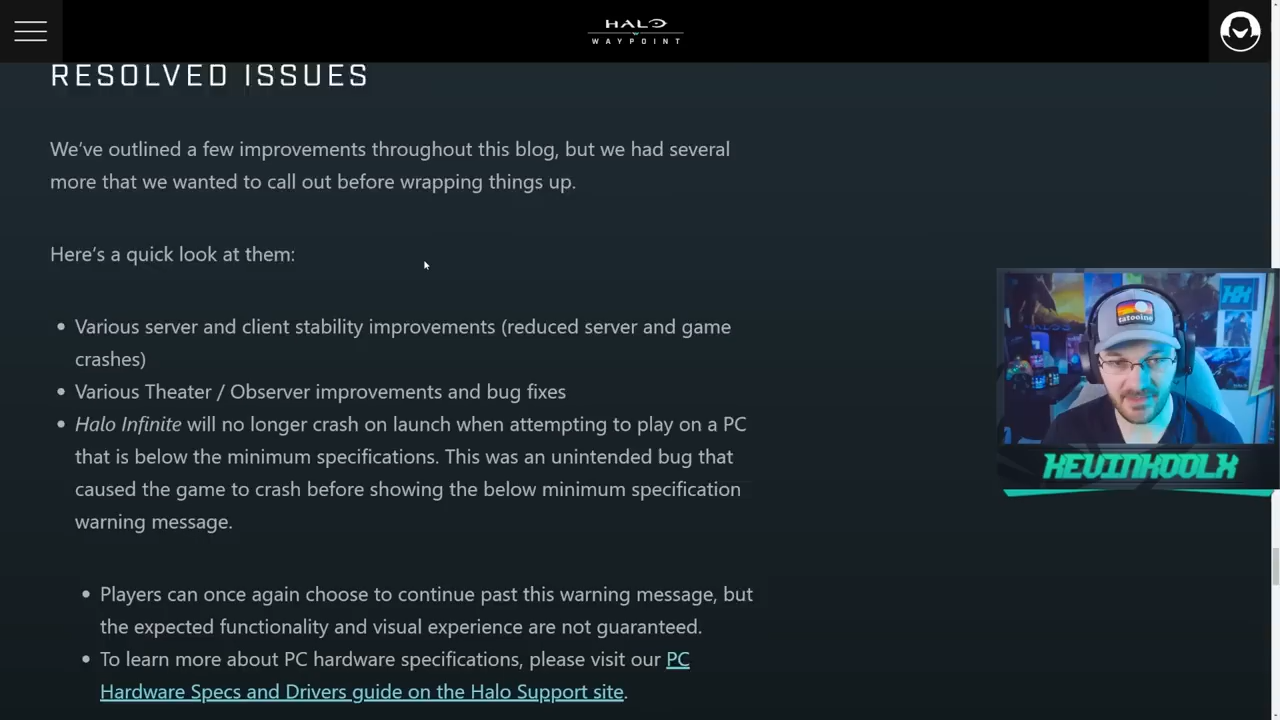 HALO
WAYPOINT
RESOLVED ISSUES
We've outlined a few improvements throughout this blog, but we had several
more that we wanted to call out before wrapping things up.
Here's a quick look at them:
• Various server and client stability improvements (reduced server and game
crashes)
• Various Theater / Observer improvements and bug fixes
• Halo Infinite will no longer crash on launch when attempting to play on a PC
that is below the minimum specifications. This was an unintended bug that
caused the game to crash before showing the below minimum specification
warning message.
• Players can once again choose to continue past this warning message, but
the expected functionality and visual experience are not guaranteed.
• To learn more about PC hardware specifications, please visit our PC
Hardware Specs and Drivers guide on the Halo Support site.
tatooine
KEVINKOOLX